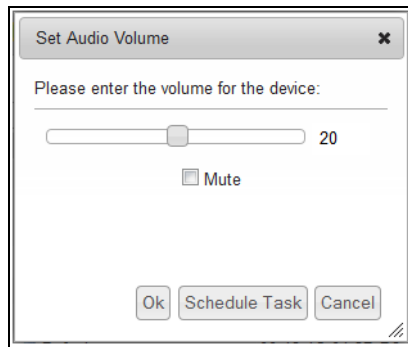 Set Audio Volume
Please enter the volume for the device:
20
Mute
Ok Schedule Task Cancel